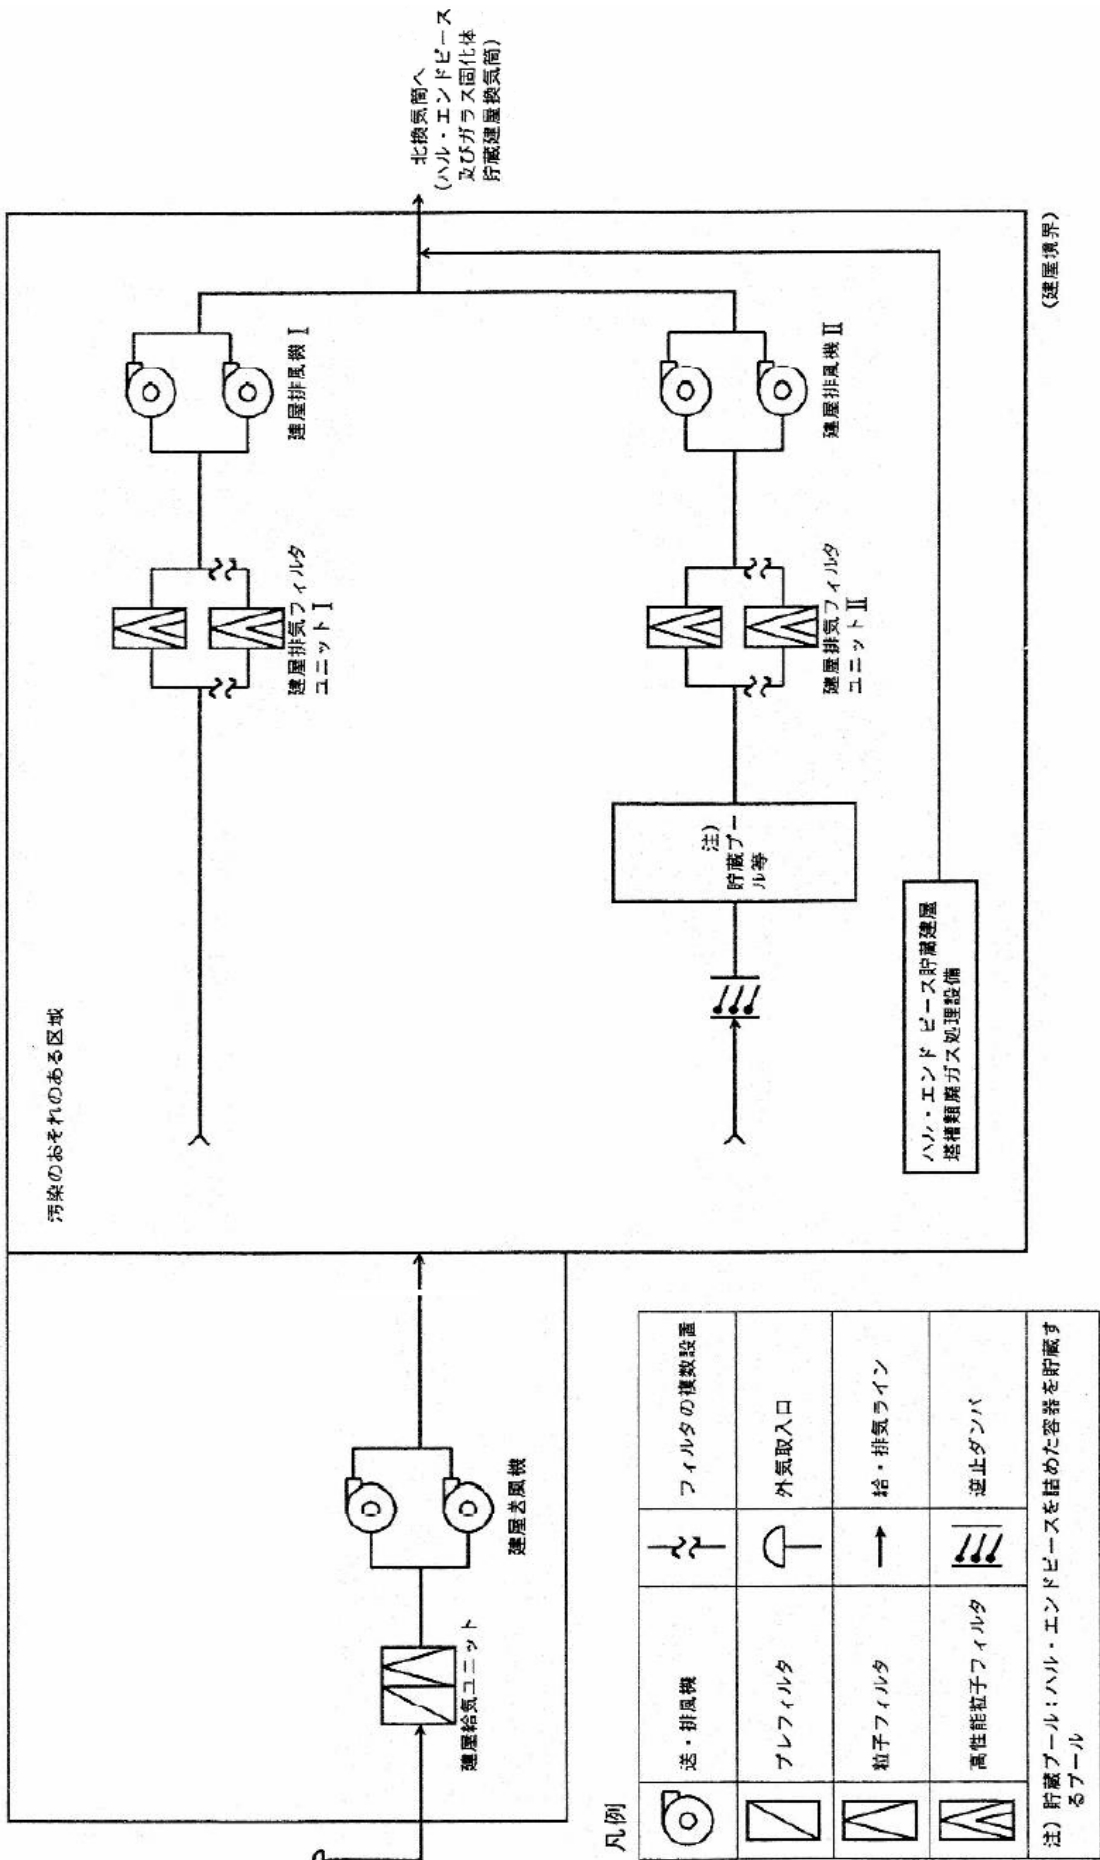 汚染のおそれのある区域
北換気筒へ
(ハル・エンドピース
及びガラス固化体
貯蔵建屋換気筒)
建屋排気フィルタ
ユニットⅠ
建屋排風機Ⅰ
建屋給気ユニット
建屋送風機
注)
貯蔵プー
ル等
建屋排気フィルタ
ユニットⅡ
建屋排風機Ⅱ
ハル・エンド ピース貯蔵建屋
塔槽類廃ガス処理設備
(建屋境界)
凡例
送・排風機
フィルタの複数設置
プレフィルタ
外気取入口
粒子フィルタ
給・排気ライン
高性能粒子フィルタ
逆止ダンパ
注) 貯蔵プール:ハル・エンドピースを詰めた容器を貯蔵す
るプール